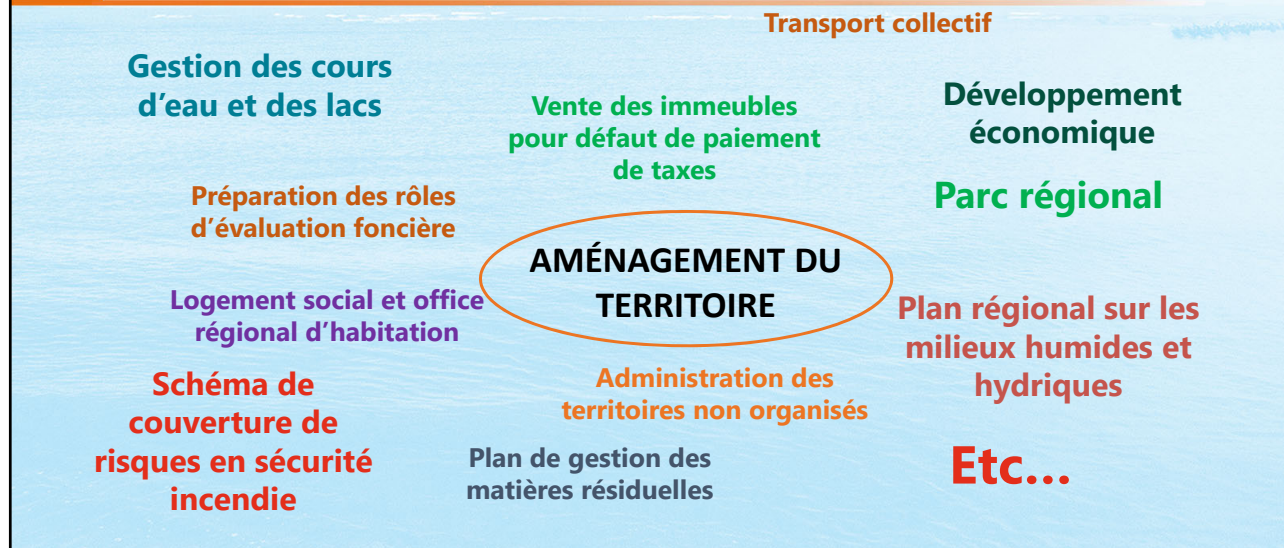 Transport collectif
Gestion des cours
d’eau et des lacs
Vente des immeubles
pour défaut de paiement
de taxes
Développement
économique
Préparation des rôles
d’évaluation foncière
Parc régional
AMÉNAGEMENT DU
TERRITOIRE
Logement social et office
régional d’habitation
Plan régional sur les
milieux humides et
hydriques
Schéma de
couverture de
risques en sécurité
incendie
Administration des
territoires non organisés
Plan de gestion des
matières résiduelles
Etc…